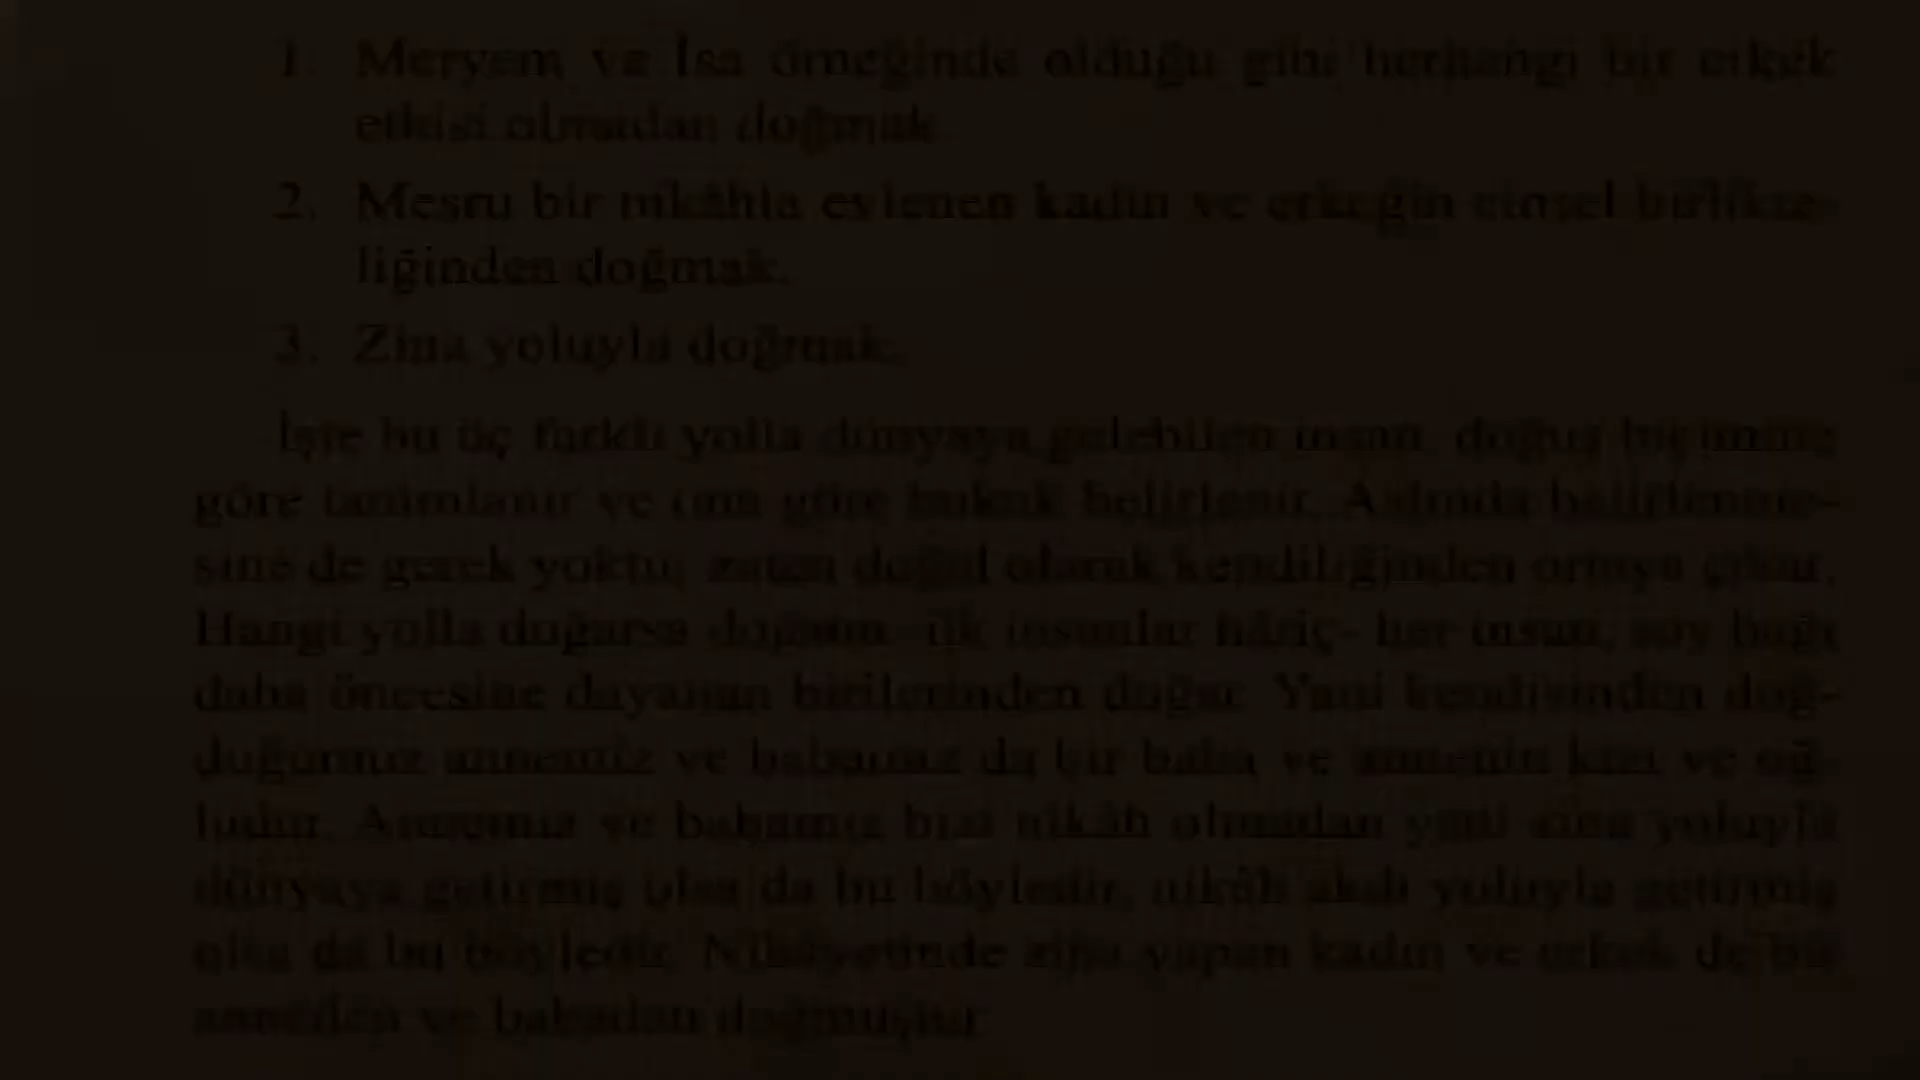 1. Meryem ve İsa örneğinde olduğu gibi herhangi bir erkek
etkisi olmadan doğmak.
2. Meşru bir nikâhla evlenen kadın ve erkeğin cinsel birlikte-
liğinden doğmak.
3. Zina yoluyla doğmak.
İşte bu üç farklı yolla dünyaya gelebilen insan, doğuş biçimine
göre tanımlanır ve ona göre hukuk belirlenir. Aslında belirlenme-
sine de gerek yoktu; zaten doğal olarak kendiliğinden ortaya çıkar.
Hangi yolla doğarsa doğsun -ilk insanlar hâriç- her insan, soy bağı
daha öncesine dayanan birilerinden doğar. Yani kendisinden doğ-
duğumuz annemiz ve babamız da bir baba ve annenin kızı ve oğ-
ludur. Annemiz ve babamız bizi nikâh olmadan yani zina yoluyla
dünyaya getirmiş olsa da bu böyledir, nikâh akdi yoluyla getirmiş
olsa da bu böyledir. Nihâyetinde zina yapan kadın ve erkek de bir
anneden ve babadan doğmuştur.